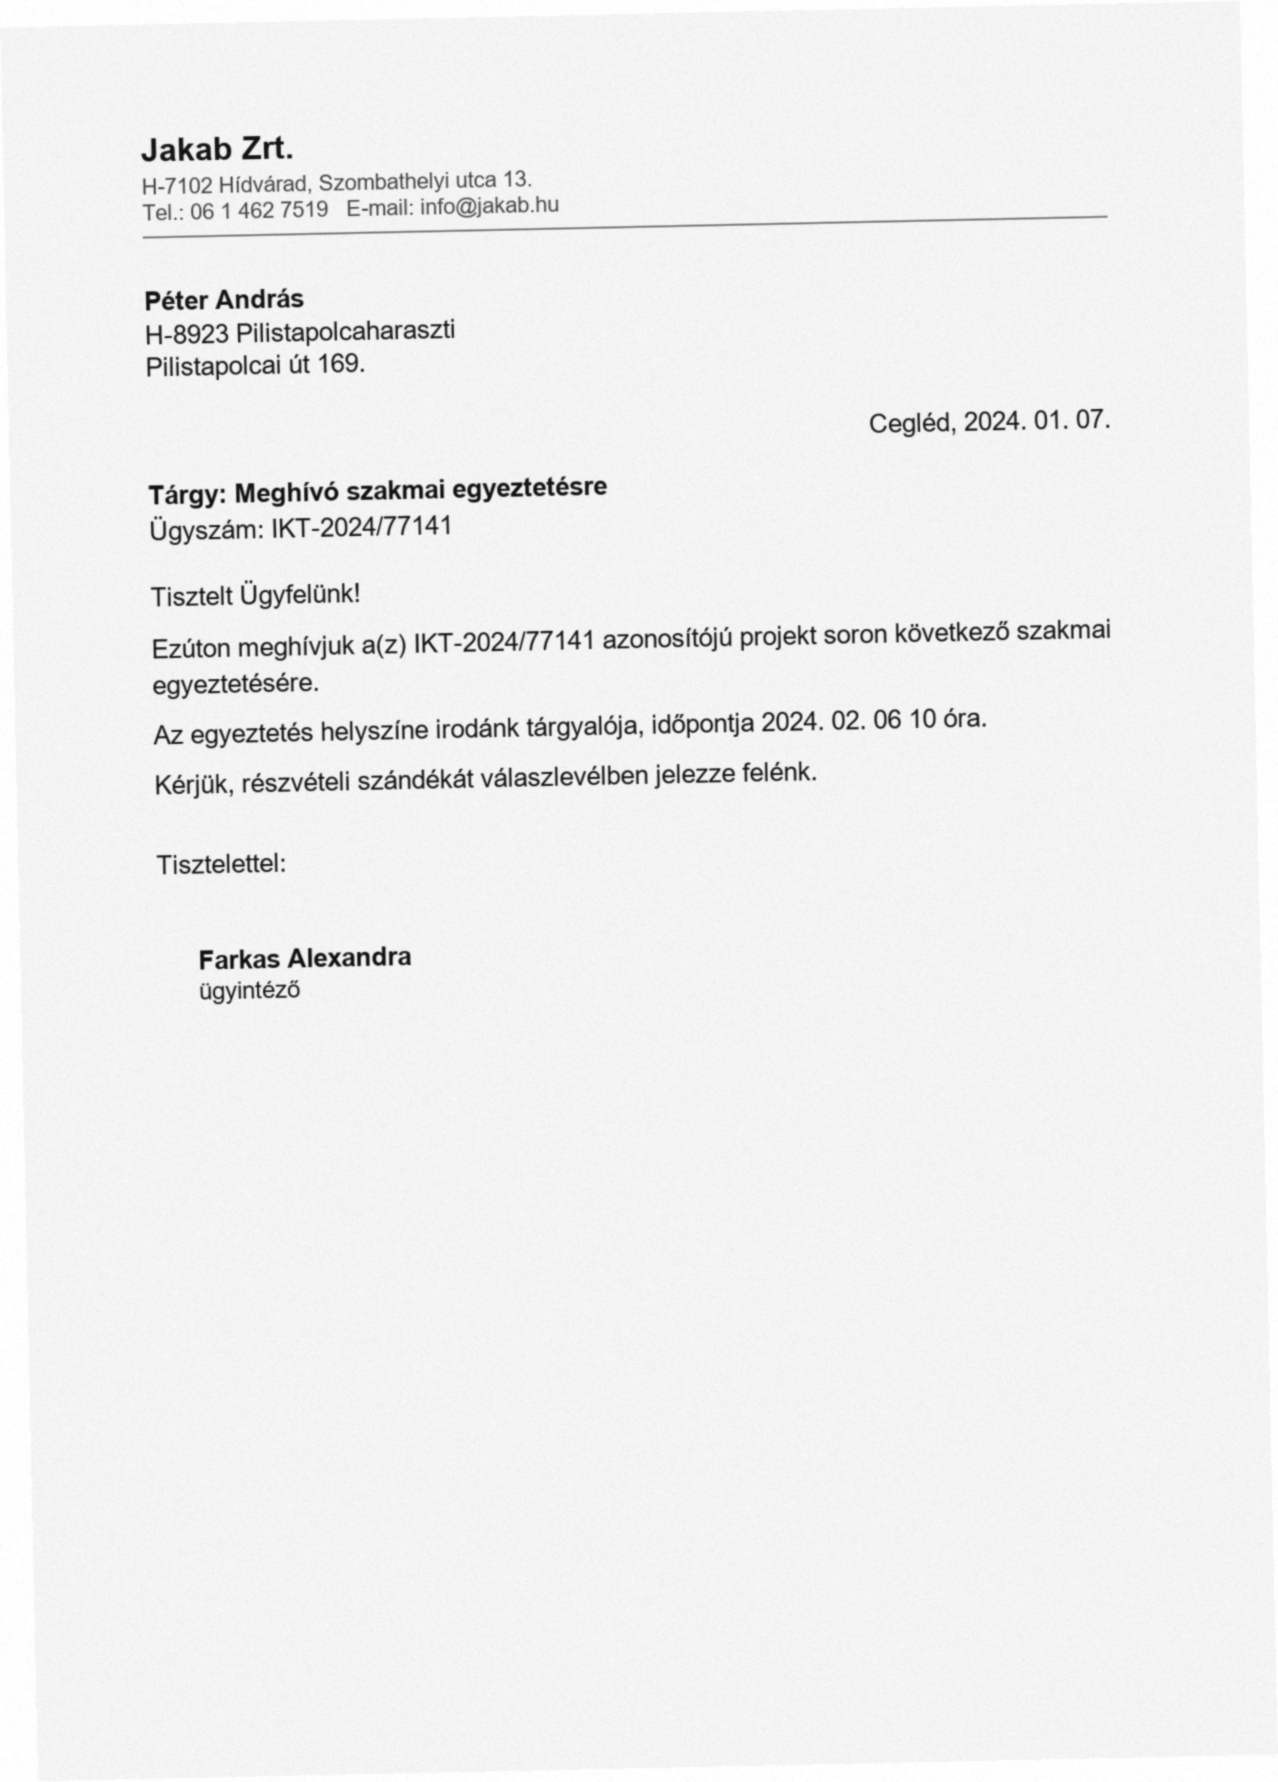 Jakab Zrt.
H-7102 Hídvárad, Szombathelyi utca 13.
Tel.: 06 1 462 7519 E-mail: info@jakab.hu
Péter András
H-8923 Pilistapolcaharaszti
Pilistapolcai út 169.
Cegléd, 2024. 01. 07.
Tárgy: Meghívó szakmai egyeztetésre
Ügyszám: IKT-2024/77141
Tisztelt Ügyfelünk!
Ezúton meghívjuk a(z) IKT-2024/77141 azonosítójú projekt soron következő szakmai
egyeztetésére.
Az egyeztetés helyszíne irodánk tárgyalója, időpontja 2024. 02. 06 10 óra.
Kérjük, részvételi szándékát válaszlevélben jelezze felénk.
Tisztelettel:
Farkas Alexandra
ügyintéző